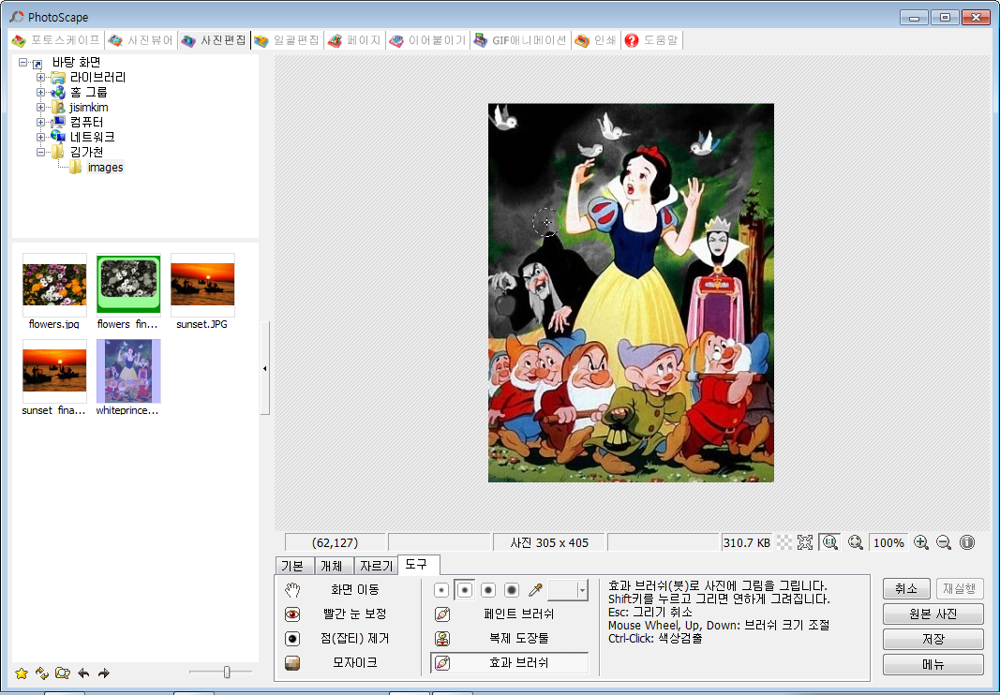 PhotoScape
포토스케이프 사진뷰어 사진편집 일괄편집 페이지 이어붙이기 GIF애니메이션 인쇄 도움말
바탕 화면
라이브러리
홈 그룹
jisimkim
컴퓨터
네트워크
김가천
images
flowers.jpg flowers fin... sunset.JPG
sunset fina... whiteprince...
(62,127) 사진 305 x 405 310.7 KB 100%
기본 개체 자르기 도구
화면 이동
빨간 눈 보정
점(잡티) 제거
모자이크
페인트 브러쉬
복제 도장툴
효과 브러쉬
효과 브러쉬(붓)로 사진에 그림을 그립니다.
Shift키를 누르고 그리면 연하게 그려집니다.
Esc: 그리기 취소
Mouse Wheel, Up, Down: 브러쉬 크기 조절
Ctrl-Click: 색상검출
취소 재실행
원본 사진
저장
메뉴